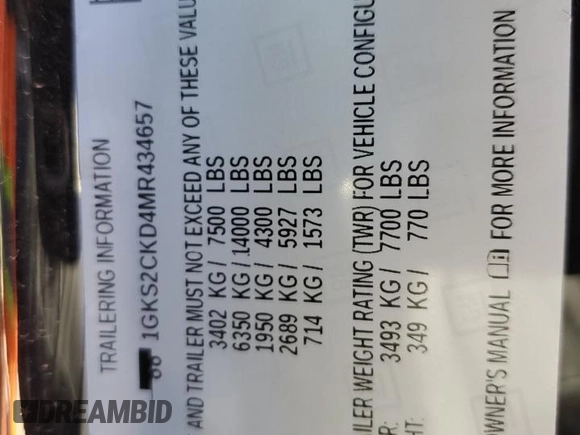 TRAILERING INFORMATION
1GKS2CKD4MR434657
AND TRAILER MUST NOT EXCEED ANY OF THESE VALU
3402 KG / 7500 LBS
6350 KG / 14000 LBS
1950 KG / 4300 LBS
2689 KG / 5927 LBS
714 KG / 1573 LBS
ILER WEIGHT RATING (TWR) FOR VEHICLE CONFIGU
R: 3493 KG / 7700 LBS
HT: 349 KG / 770 LBS
WNER'S MANUAL FOR MORE INFORMATION
DREAMBID